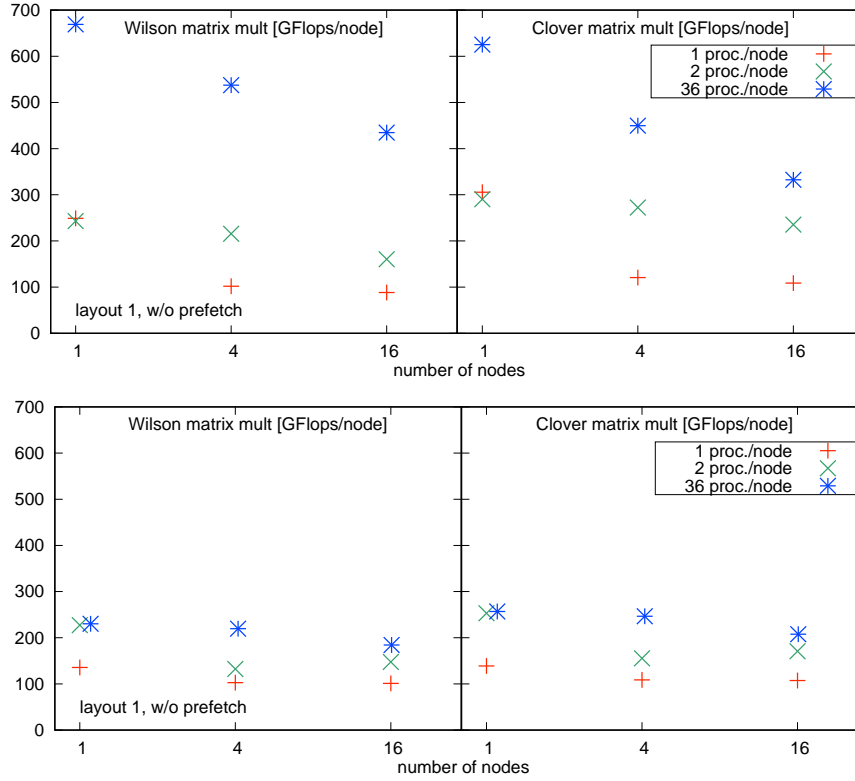 Wilson matrix mult [GFlops/node]
Clover matrix mult [GFlops/node]
1 proc./node
2 proc./node
36 proc./node
700
600
500
400
300
200
100
0
layout 1, w/o prefetch
1 4 16 1 4 16
number of nodes
Wilson matrix mult [GFlops/node]
Clover matrix mult [GFlops/node]
1 proc./node
2 proc./node
36 proc./node
700
600
500
400
300
200
100
0
layout 1, w/o prefetch
1 4 16 1 4 16
number of nodes